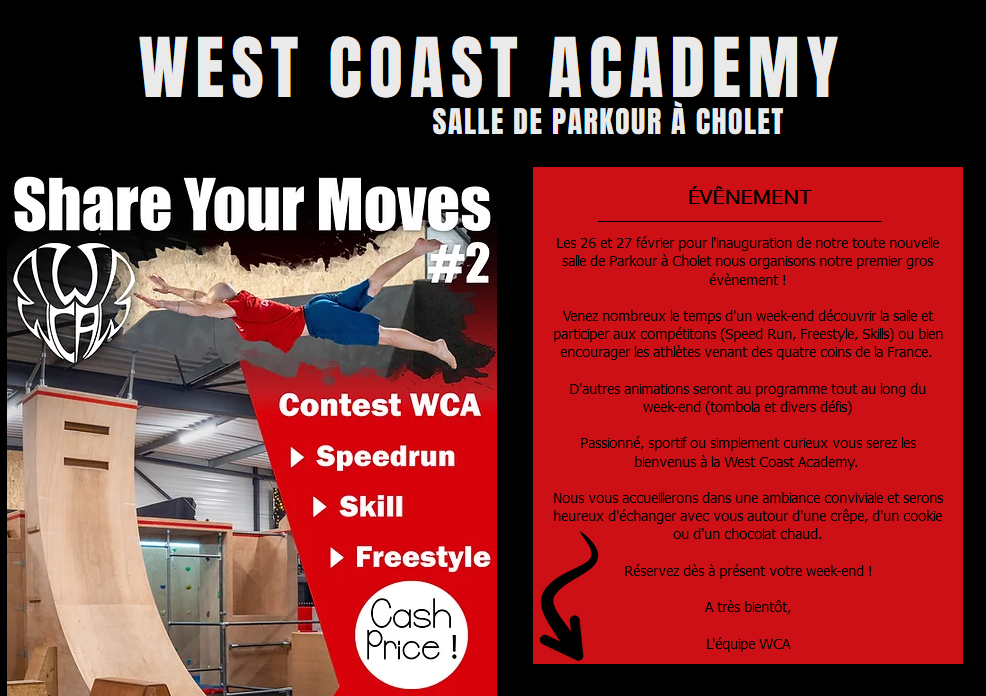 WEST COAST ACADEMY
SALLE DE PARKOUR À CHOLET
Share Your Moves
#2
WCA
Contest WCA
Speedrun
Skill
Freestyle
Cash
Price !
ÉVÊNEMENT
Les 26 et 27 février pour l'inauguration de notre toute nouvelle
salle de Parkour à Cholet nous organisons notre premier gros
évènement !
Venez nombreux le temps d'un week-end découvrir la salle et
participer aux compétitons (Speed Run, Freestyle, Skills) ou bien
encourager les athlètes venant des quatre coins de la France.
D'autres animations seront au programme tout au long du
week-end (tombola et divers défis)
Passionné, sportif ou simplement curieux vous serez les
bienvenus à la West Coast Academy.
Nous vous accueillerons dans une ambiance conviviale et serons
heureux d'échanger avec vous autour d'une crêpe, d'un cookie
ou d'un chocolat chaud.
Réservez dès à présent votre week-end !
A très bientôt,
L'équipe WCA